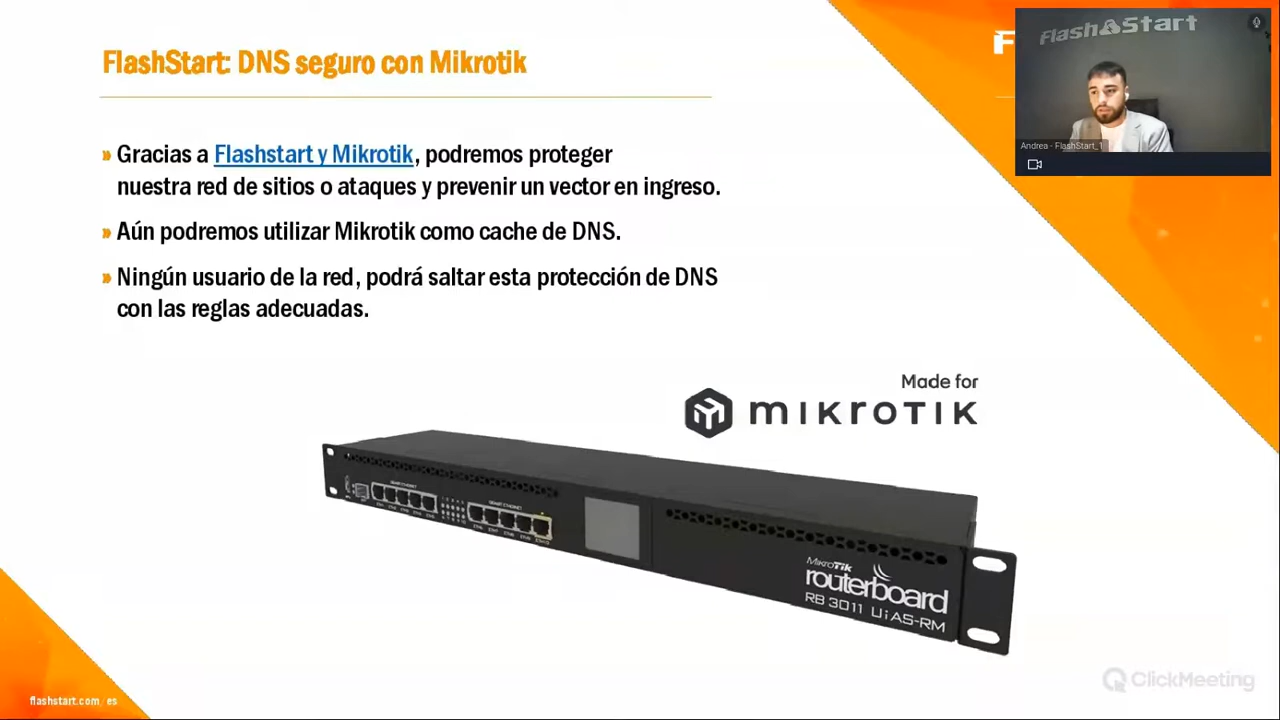 FlashStart: DNS seguro con Mikrotik
FlashStart
Andrea - FlashStart_1
» Gracias a Flashstart y Mikrotik, podremos proteger
nuestra red de sitios o ataques y prevenir un vector en ingreso.
» Aún podremos utilizar Mikrotik como cache de DNS.
» Ningún usuario de la red, podrá saltar esta protección de DNS
con las reglas adecuadas.
Made for
mikrotik
MikroTik
routerboard
RB 3011 UiAS-RM
ClickMeeting
flashstart.com/es